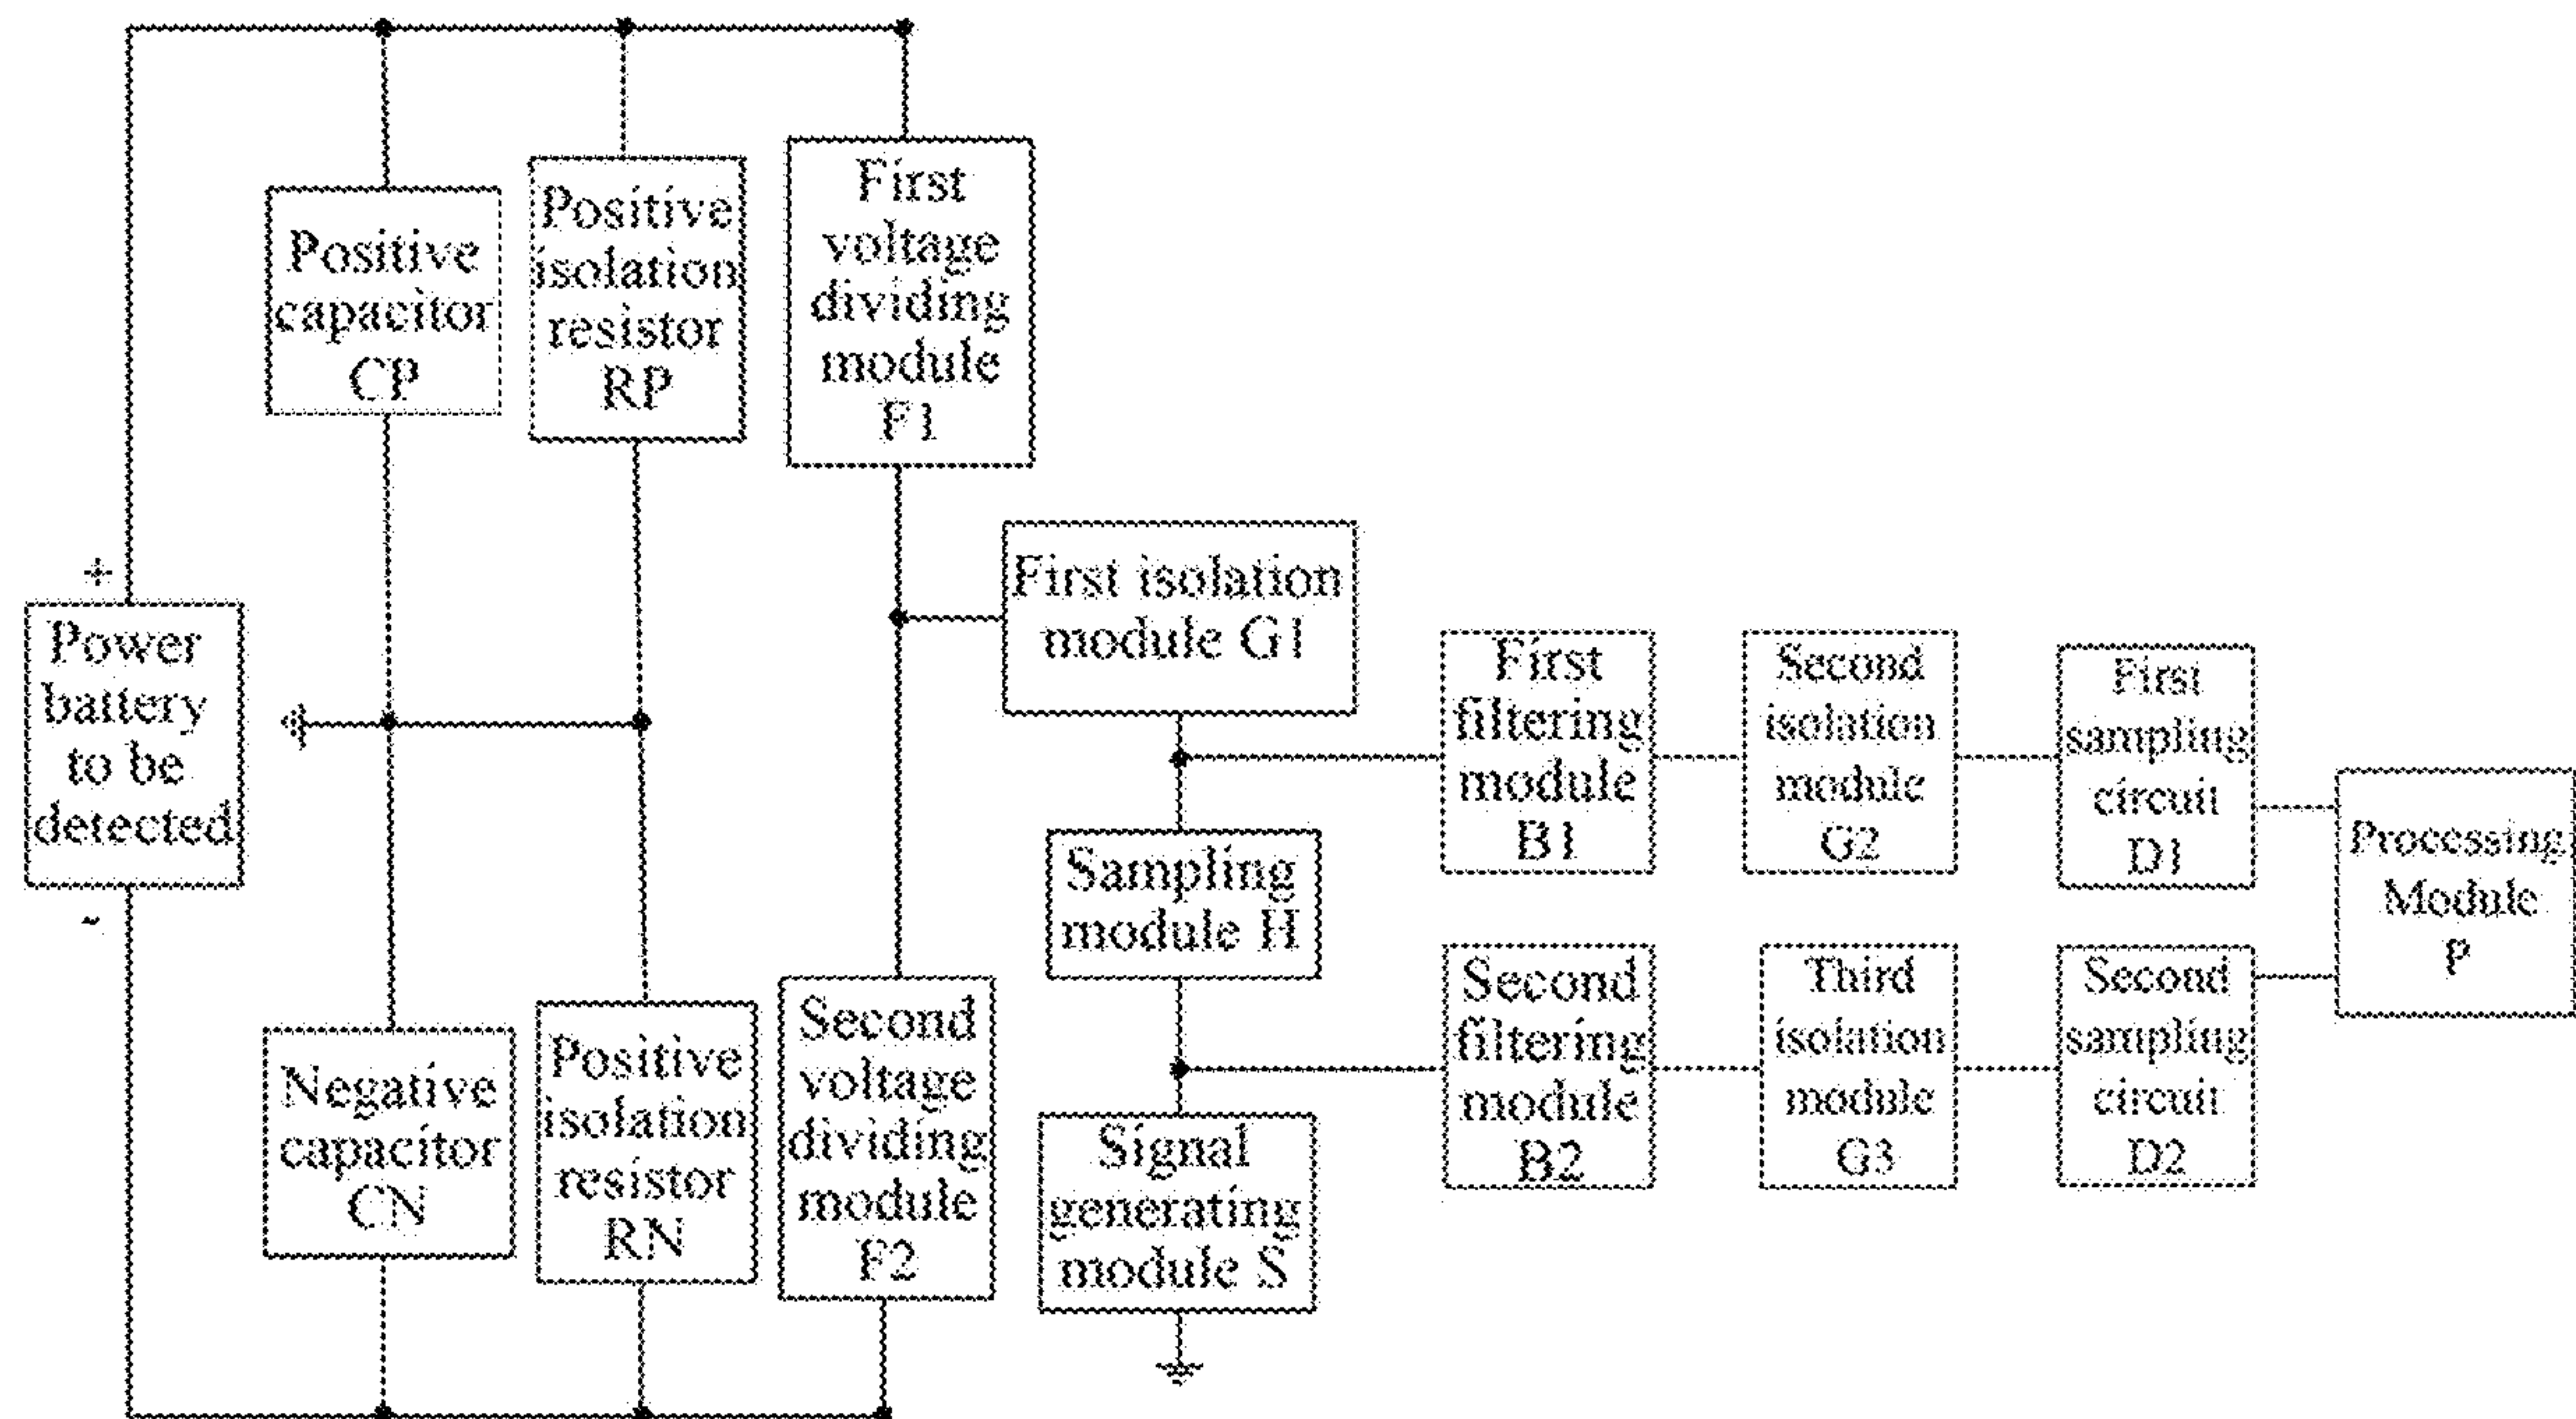 +
Power
battery
to be
detected
-
Positive
capacitor
CP
Positive
isolation
resistor
RP
First
voltage
dividing
module
F1
Negative
capacitor
CN
Positive
isolation
resistor
RN
Second
voltage
dividing
module
F2
First isolation
module G1
Sampling
module H
Signal
generating
module S
First
filtering
module
B1
Second
isolation
module
G2
First
sampling
circuit
D1
Second
filtering
module
B2
Third
isolation
module
G3
Second
sampling
circuit
D2
Processing
Module
P